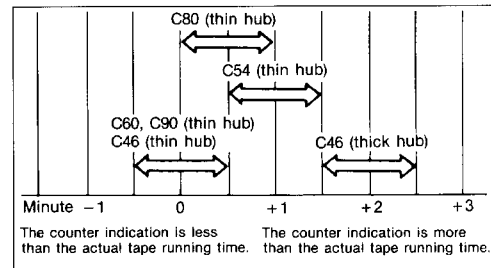 C80 (thin hub)
C54 (thin hub)
C60, C90 (thin hub)
C46 (thin hub)
C46 (thick hub)
Minute -1 0 +1 +2 +3
The counter indication is less
than the actual tape running time.
The counter indication is more
than the actual tape running time.